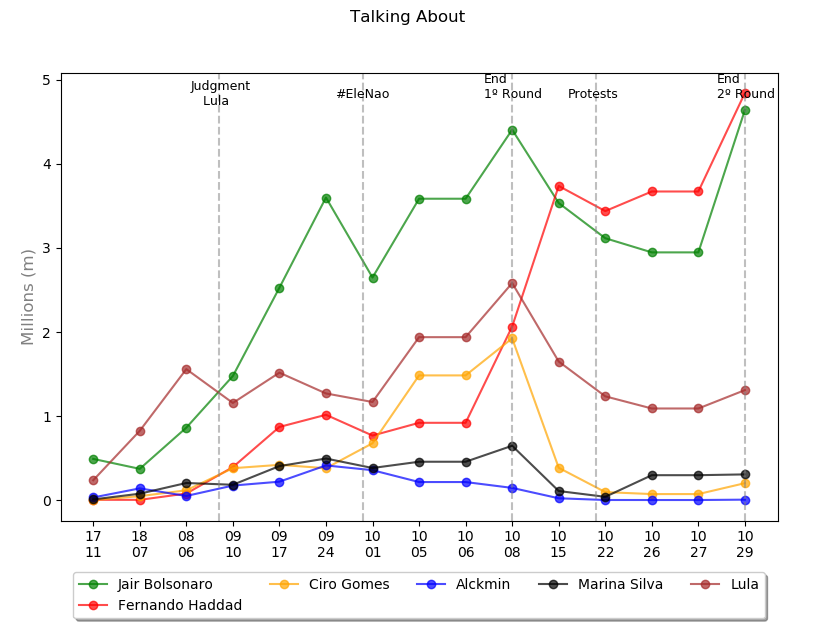 Talking About
Judgment
Lula
#EleNao
End
1º Round
Protests
End
2º Round
Millions (m)
5
4
3
2
1
0
17 18 08 09 09 09 10 10 10 10 10 10 10 10 10
11 07 06 10 17 24 01 05 06 08 15 22 26 27 29
Jair Bolsonaro Ciro Gomes Alckmin Marina Silva Lula
Fernando Haddad